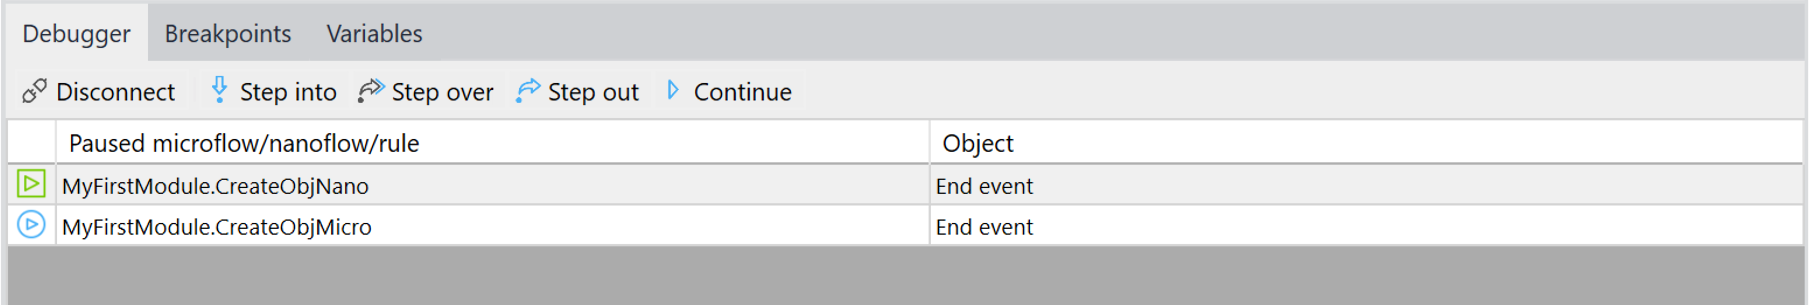 Debugger Breakpoints Variables
Disconnect Step into Step over Step out Continue
Paused microflow/nanoflow/rule Object
MyFirstModule.CreateObjNano End event
MyFirstModule.CreateObjMicro End event